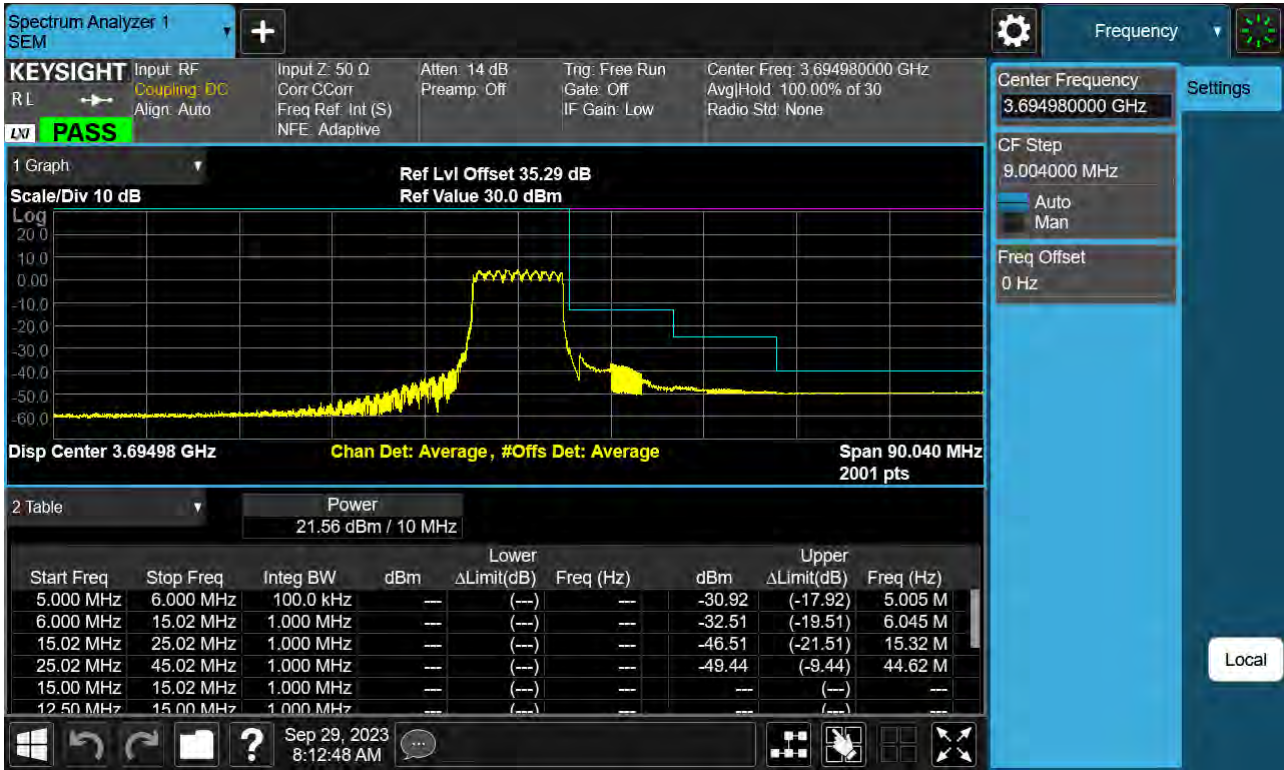 Spectrum Analyzer 1
SEM
Frequency
KEYSIGHT
RL
LXI
PASS
Input: RF
Coupling: DC
Align: Auto
Input Z: 50 Ω
Corr CCorr
Freq Ref: Int (S)
NFE: Adaptive
Atten: 14 dB
Preamp: Off
Trig: Free Run
Gate: Off
IF Gain: Low
Center Freq: 3.694980000 GHz
Avg|Hold: 100.00% of 30
Radio Std: None
Center Frequency
3.694980000 GHz
Settings
CF Step
9.004000 MHz
Auto
Man
Freq Offset
0 Hz
Local
1 Graph
Scale/Div 10 dB
Ref Lvl Offset 35.29 dB
Ref Value 30.0 dBm
Log
20.0
10.0
0.00
-10.0
-20.0
-30.0
-40.0
-50.0
-60.0
Disp Center 3.69498 GHz
Chan Det: Average, #Offs Det: Average
Span 90.040 MHz
2001 pts
2 Table
Power
21.56 dBm / 10 MHz
Lower Upper
Start Freq Stop Freq Integ BW dBm ΔLimit(dB) Freq (Hz) dBm ΔLimit(dB) Freq (Hz)
5.000 MHz 6.000 MHz 100.0 kHz --- (---) --- -30.92 (-17.92) 5.005 M
6.000 MHz 15.02 MHz 1.000 MHz --- (---) --- -32.51 (-19.51) 6.045 M
15.02 MHz 25.02 MHz 1.000 MHz --- (---) --- -46.51 (-21.51) 15.32 M
25.02 MHz 45.02 MHz 1.000 MHz --- (---) --- -49.44 (-9.44) 44.62 M
15.00 MHz 15.02 MHz 1.000 MHz --- (---) --- --- (---) ---
12.50 MHz 15.00 MHz 1.000 MHz --- (---) --- --- (---) ---
?
Sep 29, 2023
8:12:48 AM